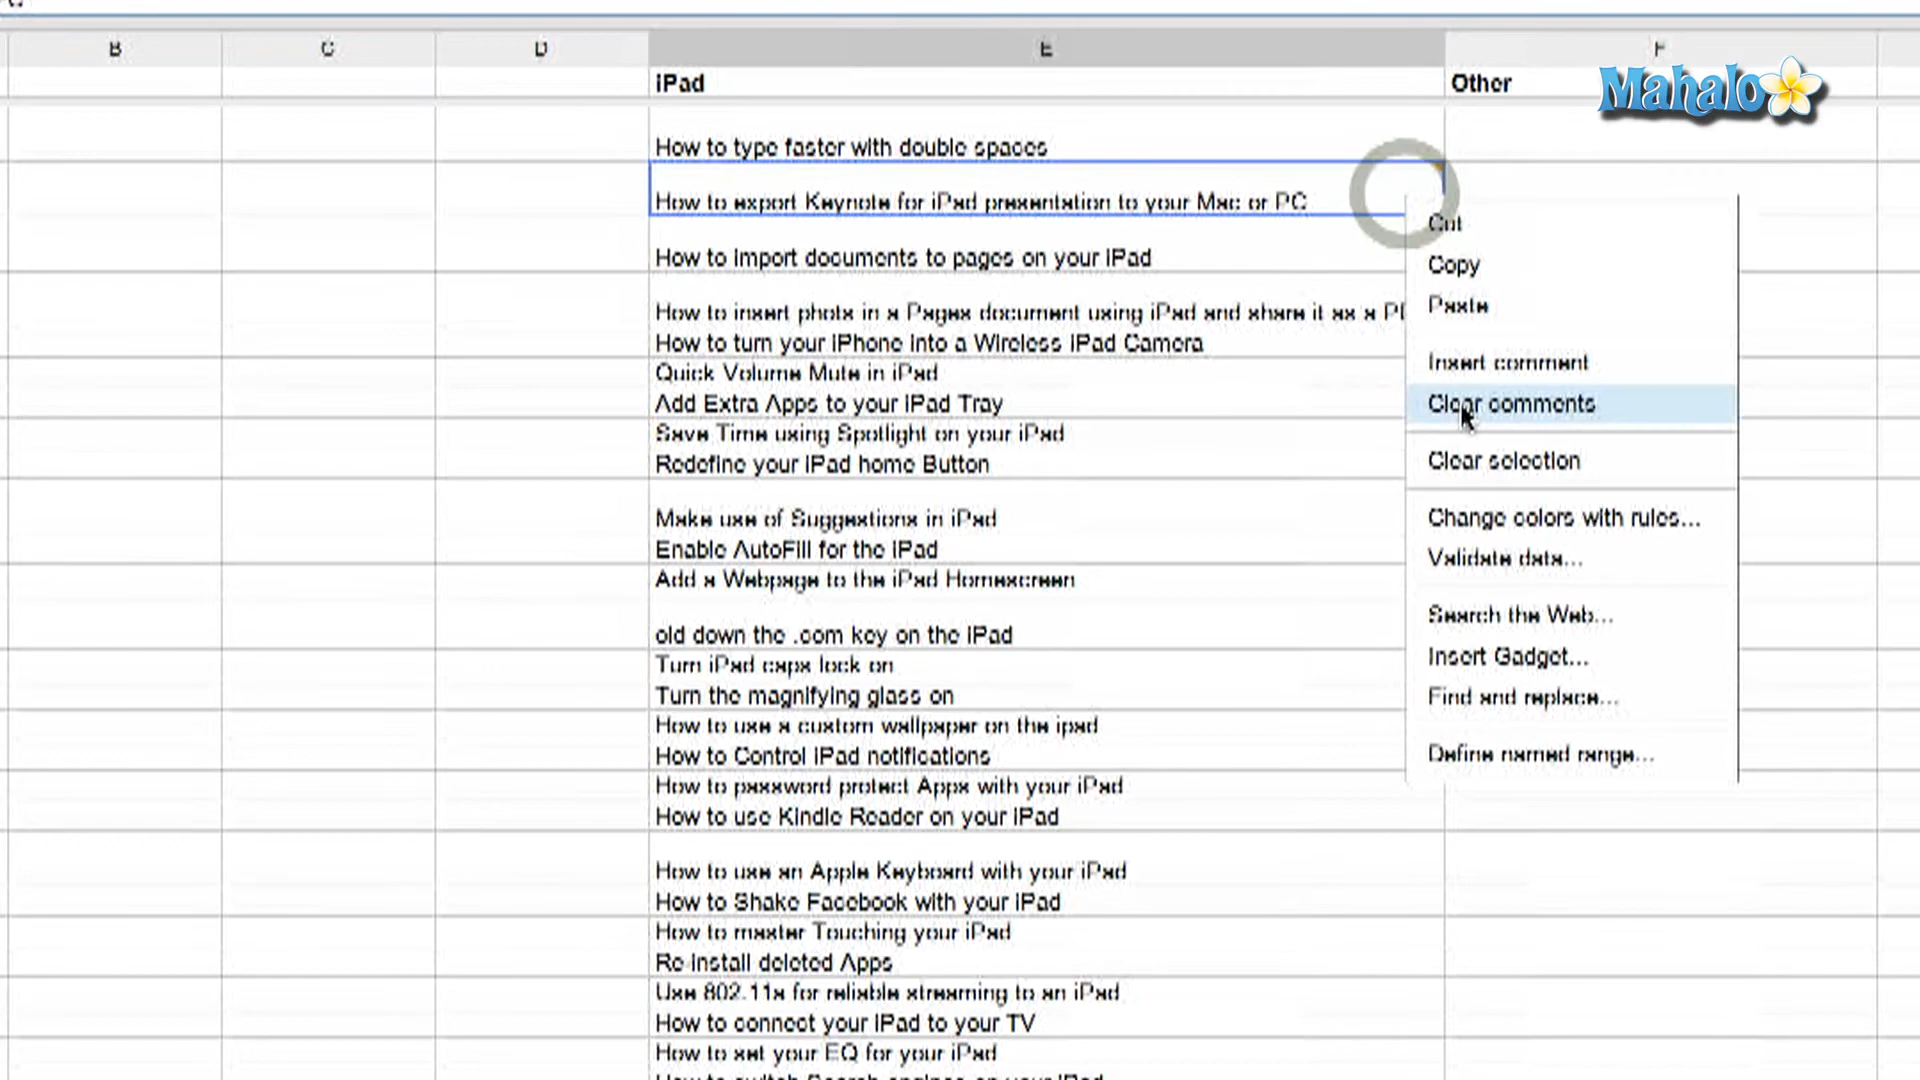 B C D E F
iPad Other
Mahalo
How to type faster with double spaces
How to export Keynote for iPad presentation to your Mac or PC
How to import documents to pages on your iPad
How to insert phots in a Pages document using iPad and share it as a
How to turn your iPhone into a Wireless iPad Camera
Quick Volume Mute in iPad
Add Extra Apps to your iPad Tray
Save Time using Spotlight on your iPad
Redefine your iPad home Button
Make use of Suggestions in iPad
Enable AutoFill for the iPad
Add a Webpage to the iPad Homescreen
old down the .com key on the iPad
Turn iPad caps lock on
Turn the magnifying glass on
How to use a custom wallpaper on the ipad
How to Control iPad notifications
How to password protect Apps with your iPad
How to use Kindle Reader on your iPad
How to use an Apple Keyboard with your iPad
How to Shake Facebook with your iPad
How to master Touching your iPad
Re-install deleted Apps
Use 802.11a for reliable streaming to an iPad
How to connect your iPad to your TV
How to set your EQ for your iPad
How to switch Search engines on your iPad
Cut
Copy
Paste
Insert comment
Clear comments
Clear selection
Change colors with rules...
Validate data...
Search the Web...
Insert Gadget...
Find and replace...
Define named range...